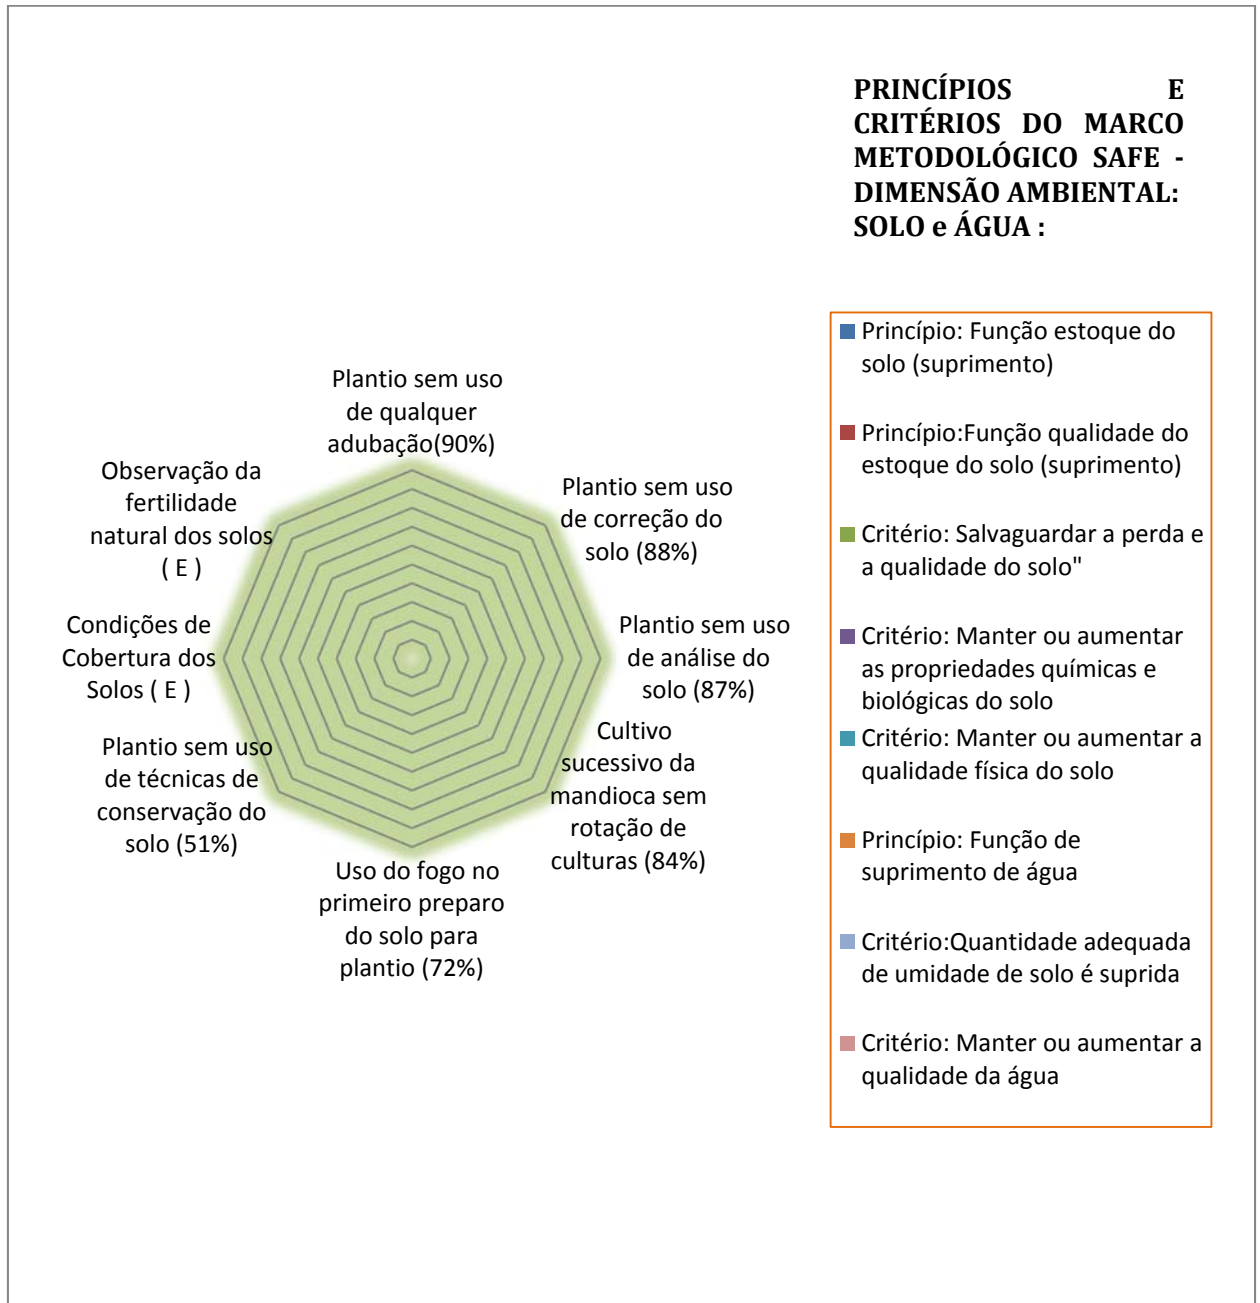 PRINCÍPIOS E
CRITÉRIOS DO MARCO
METODOLÓGICO SAFE -
DIMENSÃO AMBIENTAL:
SOLO e ÁGUA :
Plantio sem uso
de qualquer
adubação(90%)
Plantio sem uso
de correção do
solo (88%)
Plantio sem uso
de análise do
solo (87%)
Cultivo
sucessivo da
mandioca sem
rotação de
culturas (84%)
Uso do fogo no
primeiro preparo
do solo para
plantio (72%)
Plantio sem uso
de técnicas de
conservação do
solo (51%)
Condições de
Cobertura dos
Solos ( E )
Observação da
fertilidade
natural dos solos
( E )
Princípio: Função estoque do
solo (suprimento)
Princípio:Função qualidade do
estoque do solo (suprimento)
Critério: Salvaguardar a perda e
a qualidade do solo"
Critério: Manter ou aumentar
as propriedades químicas e
biológicas do solo
Critério: Manter ou aumentar a
qualidade física do solo
Princípio: Função de
suprimento de água
Critério:Quantidade adequada
de umidade de solo é suprida
Critério: Manter ou aumentar a
qualidade da água